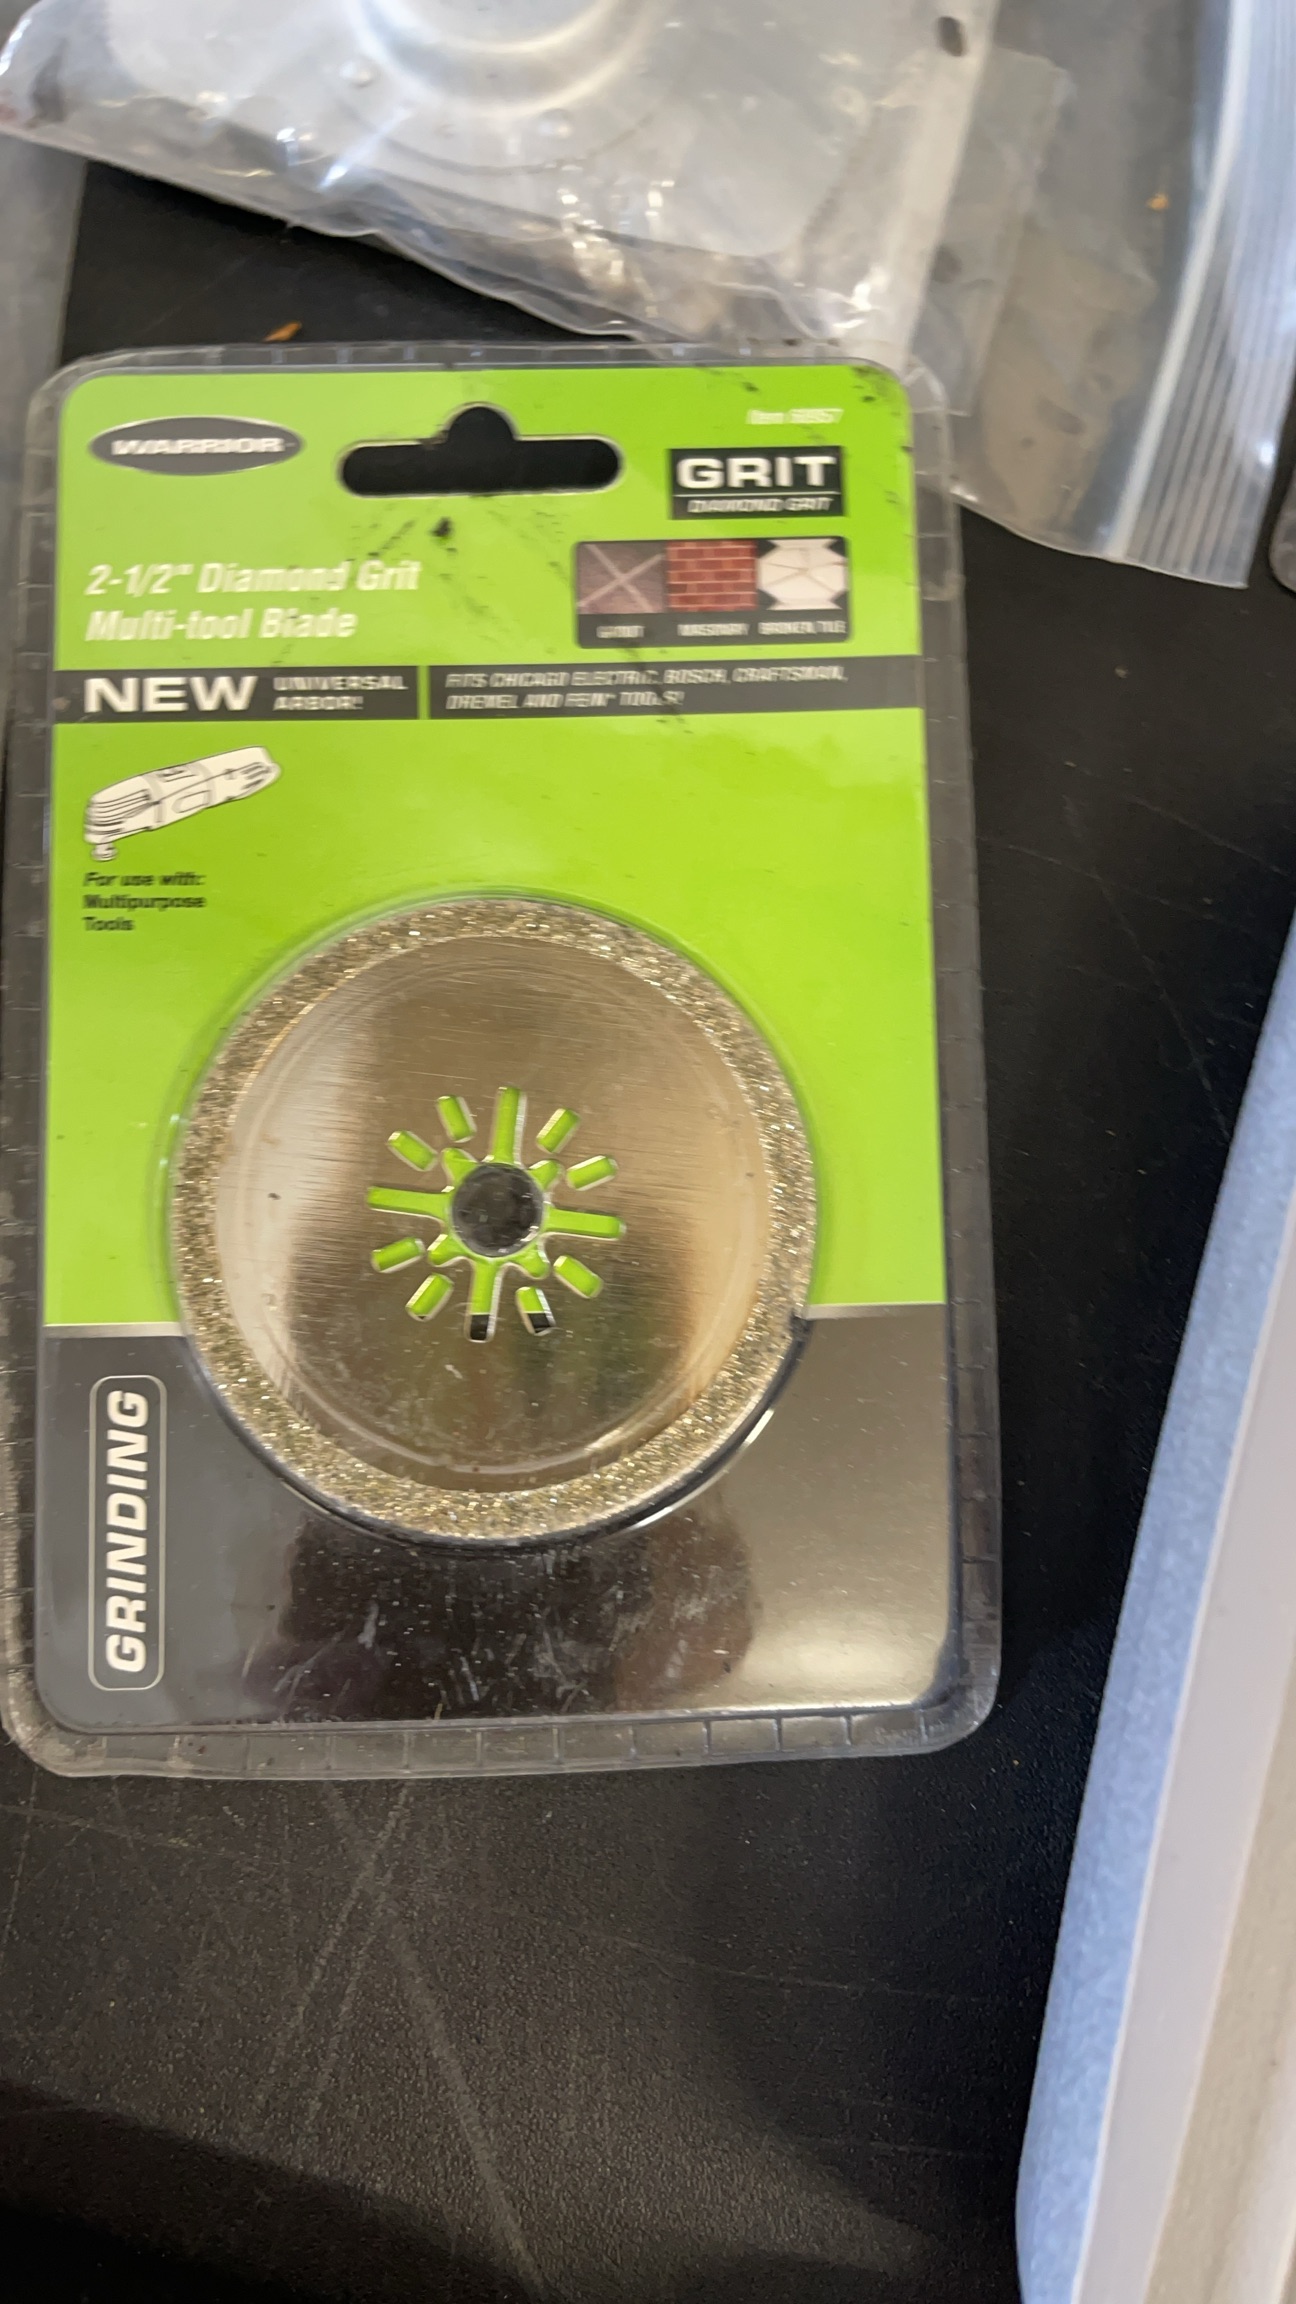 WARRIOR
GRIT
DIAMOND GRIT
2-1/2" Diamond Grit
Multi-tool Blade
GROUT MASONRY BROKEN TILE
NEW UNIVERSAL
ARBOR!
FITS CHICAGO ELECTRIC, BOSCH, CRAFTSMAN,
DREMEL AND FEIN* TOOLS!
For use with:
Multipurpose
Tools
GRINDING